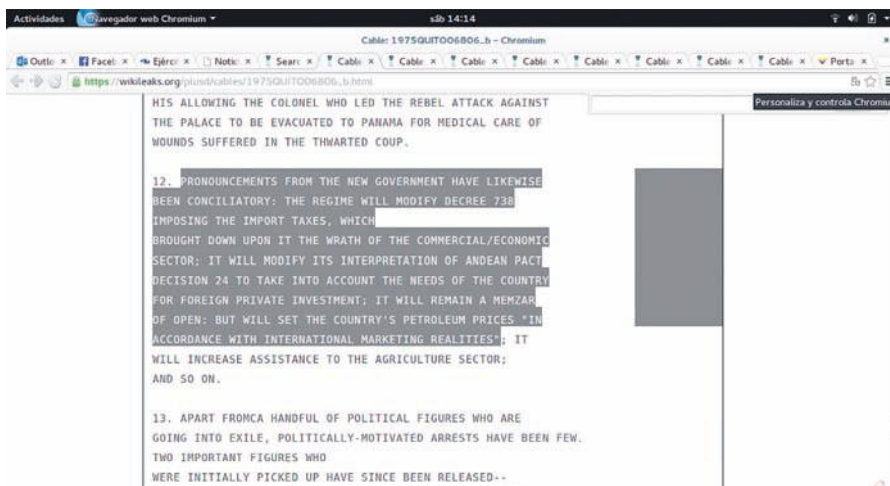 Actividades
Navegador web Chromium
sáb 14:14
Cable: 1975QUITO06806_b - Chromium
Outlo
Faceb
Ejérci
Notic
Searc
Cable
Cable
Cable
Cable
Cable
Cable
Cable
Cable
Porta
https://wikileaks.org/plusd/cables/1975QUITO06806_b.html
Personaliza y controla Chromiu
HIS ALLOWING THE COLONEL WHO LED THE REBEL ATTACK AGAINST
THE PALACE TO BE EVACUATED TO PANAMA FOR MEDICAL CARE OF
WOUNDS SUFFERED IN THE THWARTED COUP.
12. PRONOUNCEMENTS FROM THE NEW GOVERNMENT HAVE LIKEWISE
BEEN CONCILIATORY: THE REGIME WILL MODIFY DECREE 738
IMPOSING THE IMPORT TAXES, WHICH
BROUGHT DOWN UPON IT THE WRATH OF THE COMMERCIAL/ECONOMIC
SECTOR; IT WILL MODIFY ITS INTERPRETATION OF ANDEAN PACT
DECISION 24 TO TAKE INTO ACCOUNT THE NEEDS OF THE COUNTRY
FOR FOREIGN PRIVATE INVESTMENT; IT WILL REMAIN A MEMZAR
OF OPEN: BUT WILL SET THE COUNTRY'S PETROLEUM PRICES "IN
ACCORDANCE WITH INTERNATIONAL MARKETING REALITIES"; IT
WILL INCREASE ASSISTANCE TO THE AGRICULTURE SECTOR;
AND SO ON.
13. APART FROMCA HANDFUL OF POLITICAL FIGURES WHO ARE
GOING INTO EXILE, POLITICALLY-MOTIVATED ARRESTS HAVE BEEN FEW.
TWO IMPORTANT FIGURES WHO
WERE INITIALLY PICKED UP HAVE SINCE BEEN RELEASED--